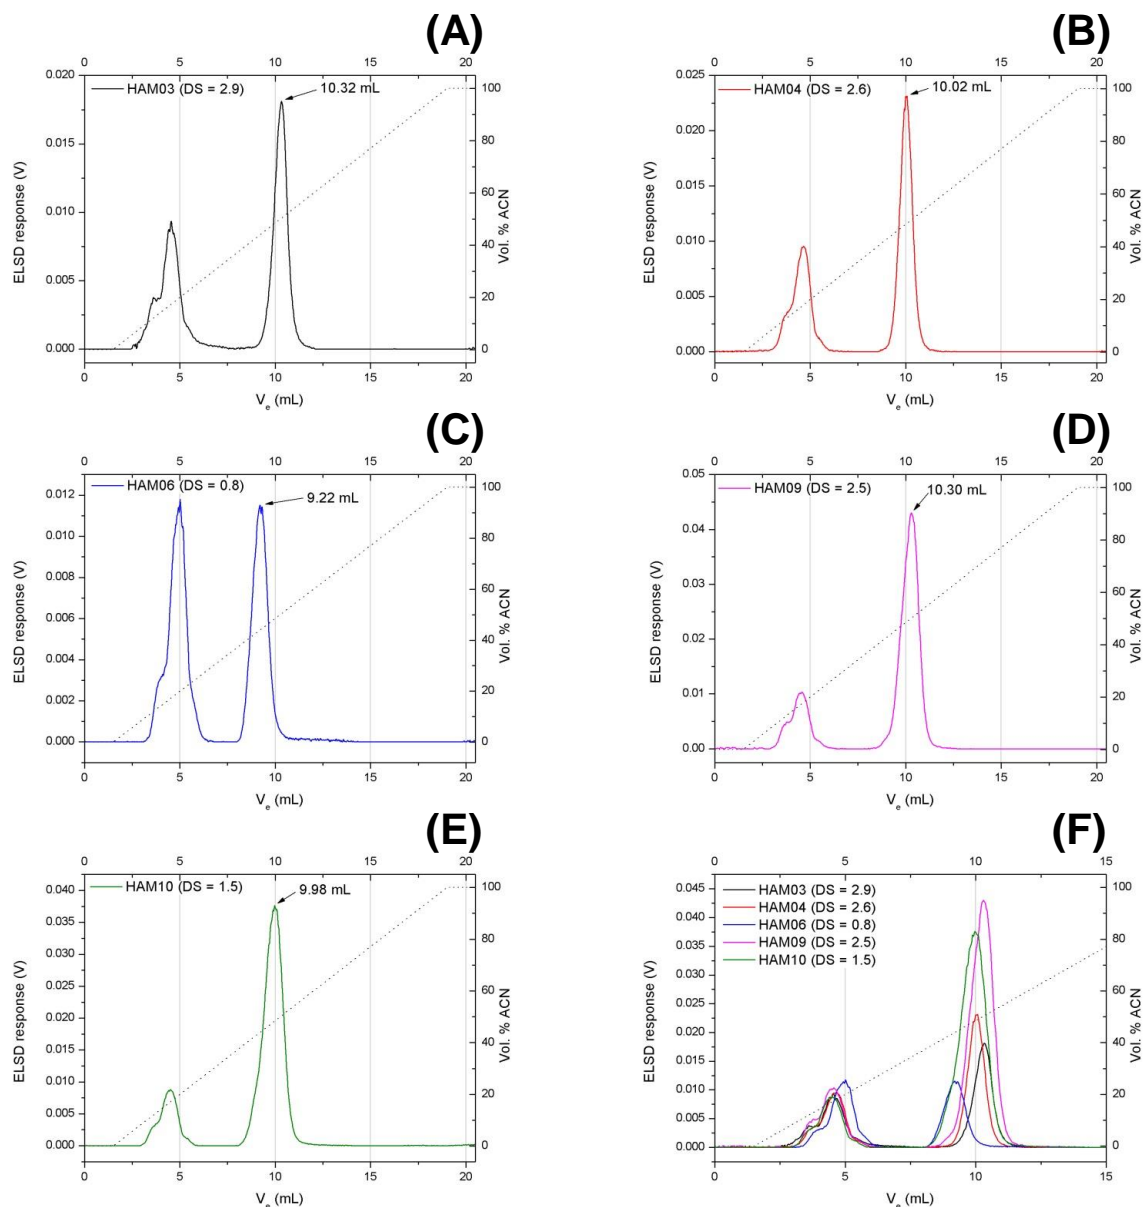 (A)
0 5 10 15 20
0.020
0.015
0.010
0.005
0.000
ELSD response (V)
HAM03 (DS = 2.9)
10.32 mL
100
80
60
40
20
0
Vol. % ACN
0 5 10 15 20
Ve (mL)
(B)
0 5 10 15 20
0.025
0.020
0.015
0.010
0.005
0.000
ELSD response (V)
HAM04 (DS = 2.6)
10.02 mL
100
80
60
40
20
0
Vol. % ACN
0 5 10 15 20
Ve (mL)
(C)
0 5 10 15 20
0.012
0.010
0.008
0.006
0.004
0.002
0.000
ELSD response (V)
HAM06 (DS = 0.8)
9.22 mL
100
80
60
40
20
0
Vol. % ACN
0 5 10 15 20
Ve (mL)
(D)
0 5 10 15 20
0.05
0.04
0.03
0.02
0.01
0.00
ELSD response (V)
HAM09 (DS = 2.5)
10.30 mL
100
80
60
40
20
0
Vol. % ACN
0 5 10 15 20
Ve (mL)
(E)
0 5 10 15 20
0.040
0.035
0.030
0.025
0.020
0.015
0.010
0.005
0.000
ELSD response (V)
HAM10 (DS = 1.5)
9.98 mL
100
80
60
40
20
0
Vol. % ACN
0 5 10 15 20
Ve (mL)
(F)
0 5 10 15
0.045
0.040
0.035
0.030
0.025
0.020
0.015
0.010
0.005
0.000
ELSD response (V)
HAM03 (DS = 2.9)
HAM04 (DS = 2.6)
HAM06 (DS = 0.8)
HAM09 (DS = 2.5)
HAM10 (DS = 1.5)
100
80
60
40
20
0
Vol. % ACN
0 5 10 15
Ve (mL)